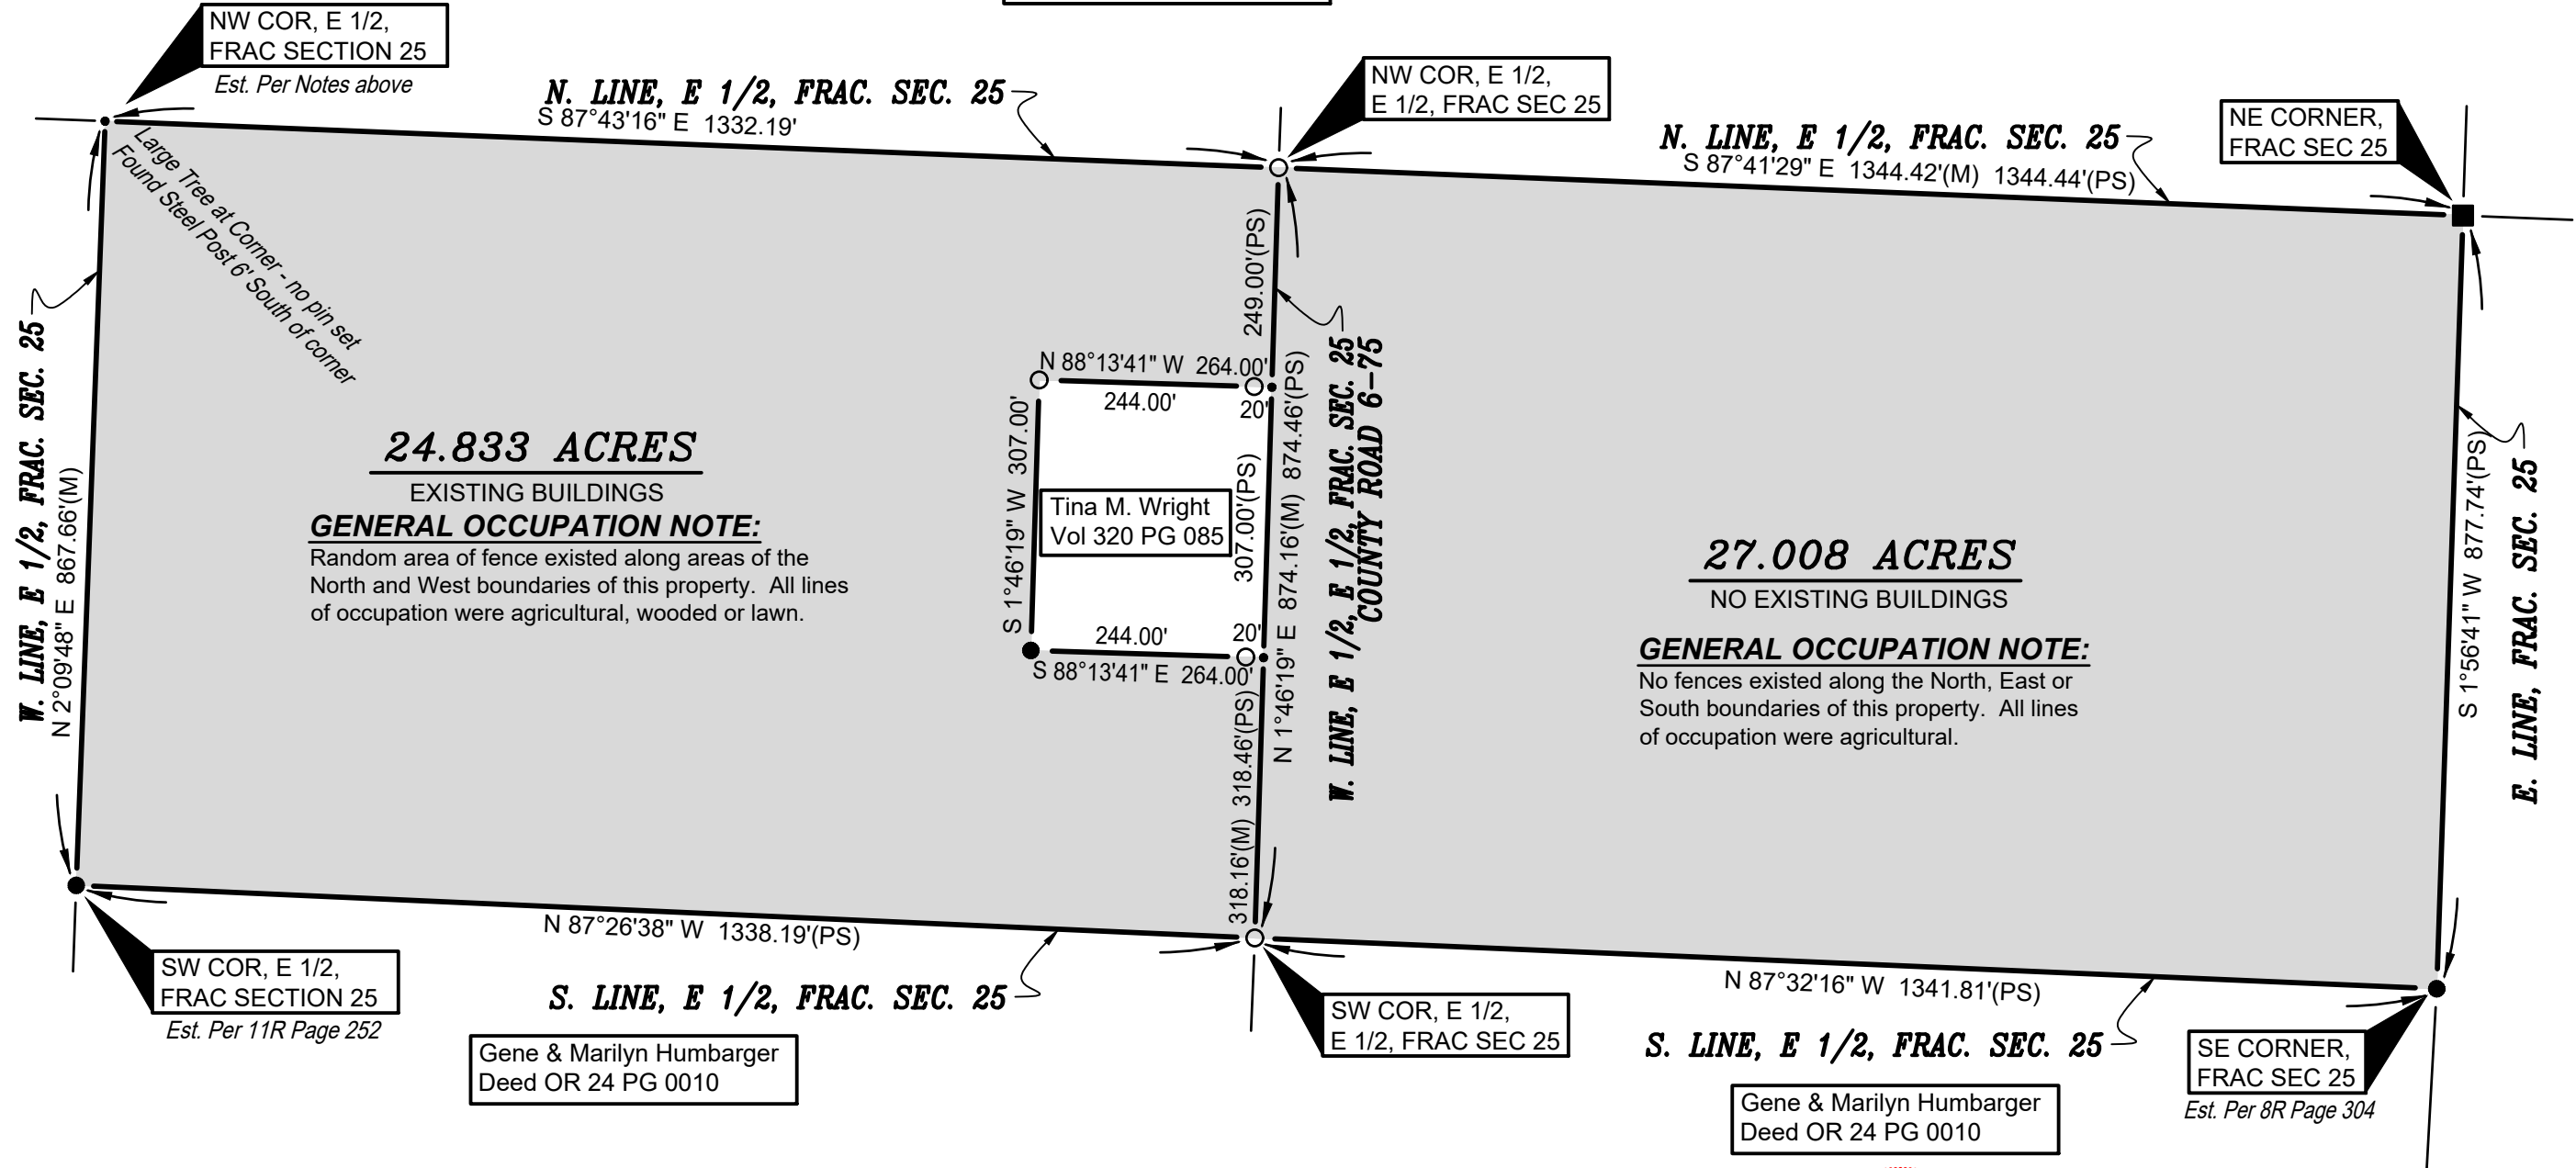 NW COR, E 1/2,
FRAC SECTION 25
Est. Per Notes above
N. LINE, E 1/2, FRAC. SEC. 25
S 87°43'16" E 1332.19'
NW COR, E 1/2,
E 1/2, FRAC SEC 25
N. LINE, E 1/2, FRAC. SEC. 25
S 87°41'29" E 1344.42'(M) 1344.44'(PS)
NE CORNER,
FRAC SEC 25
Large Tree at Corner - no pin set
Found Steel Post 6' South of corner
W. LINE, E 1/2, FRAC. SEC. 25
N 2°09'48" E 867.66'(M)
24.833 ACRES
EXISTING BUILDINGS
GENERAL OCCUPATION NOTE:
Random area of fence existed along areas of the
North and West boundaries of this property. All lines
of occupation were agricultural, wooded or lawn.
249.00'(PS)
N 88°13'41" W 264.00'
244.00'
20'
S 1°46'19" W 307.00'
Tina M. Wright
Vol 320 PG 085
307.00'(PS)
244.00'
20'
S 88°13'41" E 264.00'
318.16'(M) 318.46'(PS)
N 1°46'19" E 874.16'(M) 874.46'(PS)
W. LINE, E 1/2, E 1/2, FRAC. SEC. 25
COUNTY ROAD 6-75
27.008 ACRES
NO EXISTING BUILDINGS
GENERAL OCCUPATION NOTE:
No fences existed along the North, East or
South boundaries of this property. All lines
of occupation were agricultural.
S 1°56'41" W 877.74'(PS)
E. LINE, FRAC. SEC. 25
N 87°26'38" W 1338.19'(PS)
S. LINE, E 1/2, FRAC. SEC. 25
SW COR, E 1/2,
FRAC SECTION 25
Est. Per 11R Page 252
Gene & Marilyn Humbarger
Deed OR 24 PG 0010
SW COR, E 1/2,
E 1/2, FRAC SEC 25
N 87°32'16" W 1341.81'(PS)
S. LINE, E 1/2, FRAC. SEC. 25
SE CORNER,
FRAC SEC 25
Est. Per 8R Page 304
Gene & Marilyn Humbarger
Deed OR 24 PG 0010